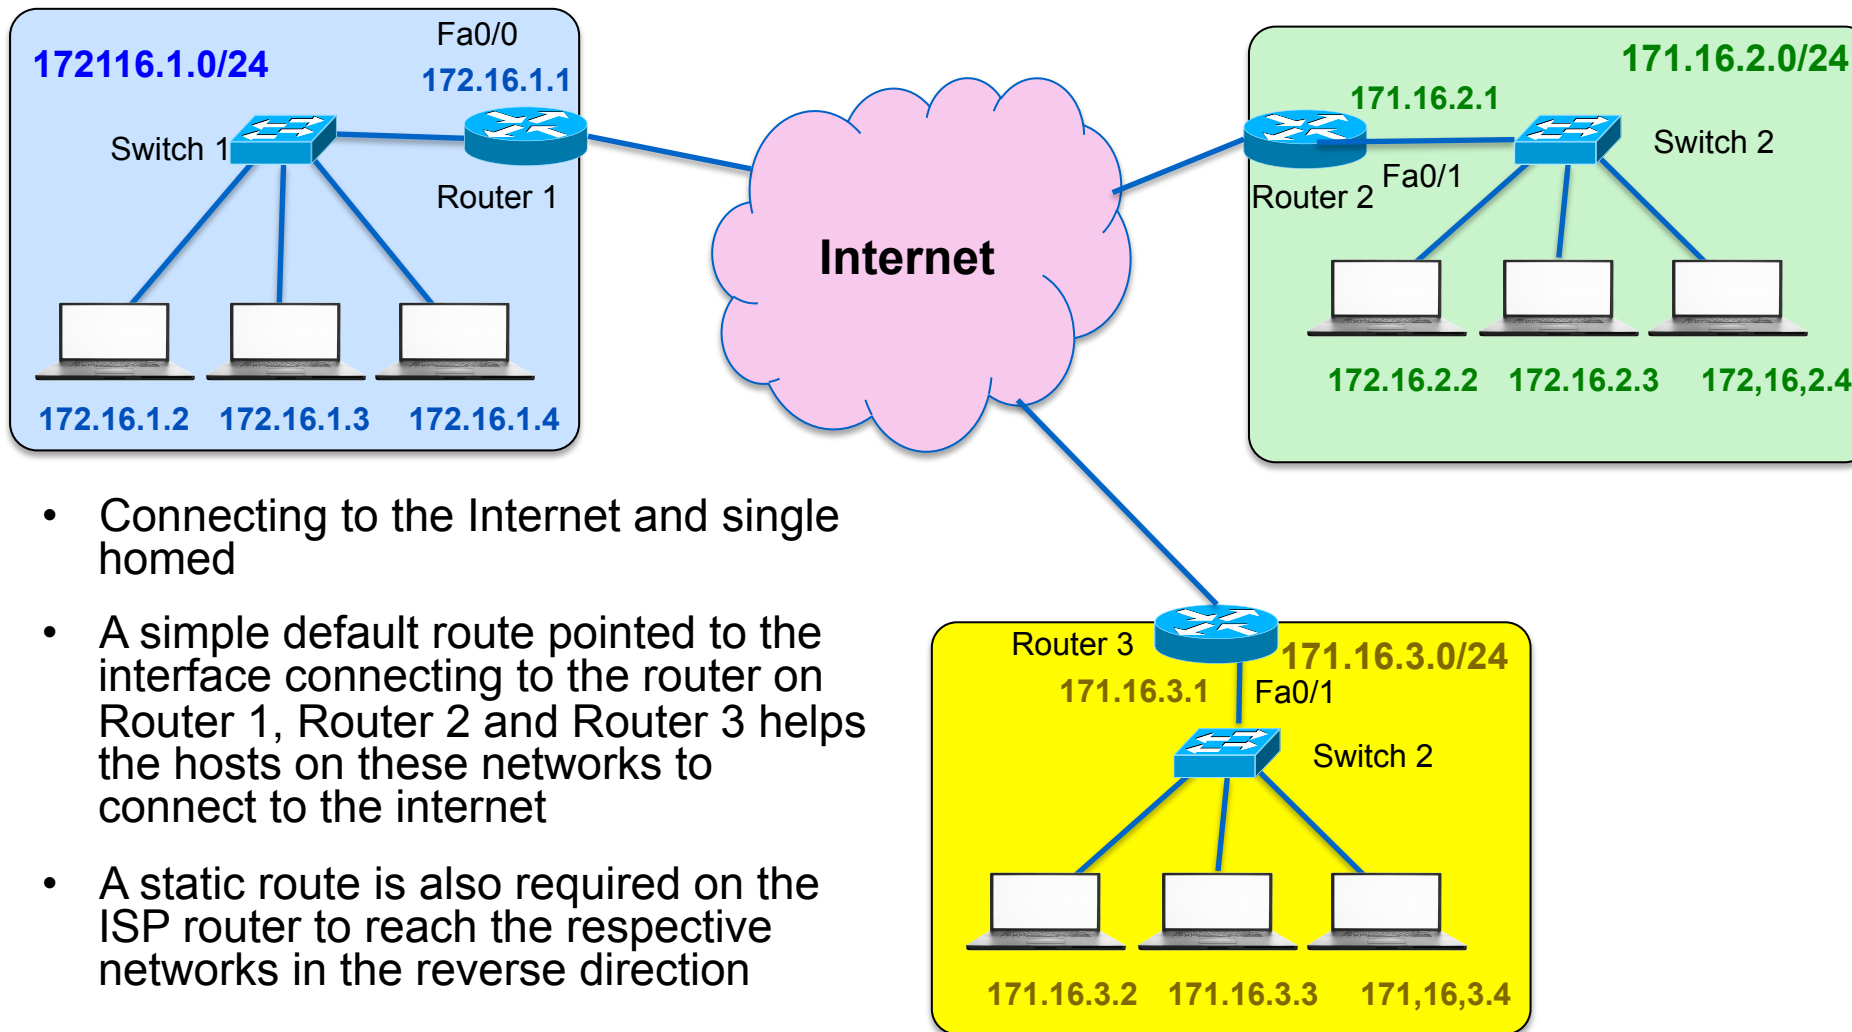 Fa0/0
172116.1.0/24
172.16.1.1
Switch 1
Router 1
172.16.1.2 172.16.1.3 172.16.1.4
Internet
171.16.2.0/24
171.16.2.1
Switch 2
Fa0/1
Router 2
172.16.2.2 172.16.2.3 172,16,2.4
• Connecting to the Internet and single
homed
• A simple default route pointed to the
interface connecting to the router on
Router 1, Router 2 and Router 3 helps
the hosts on these networks to
connect to the internet
• A static route is also required on the
ISP router to reach the respective
networks in the reverse direction
Router 3
171.16.3.0/24
171.16.3.1
Fa0/1
Switch 2
171.16.3.2 171.16.3.3 171,16,3.4